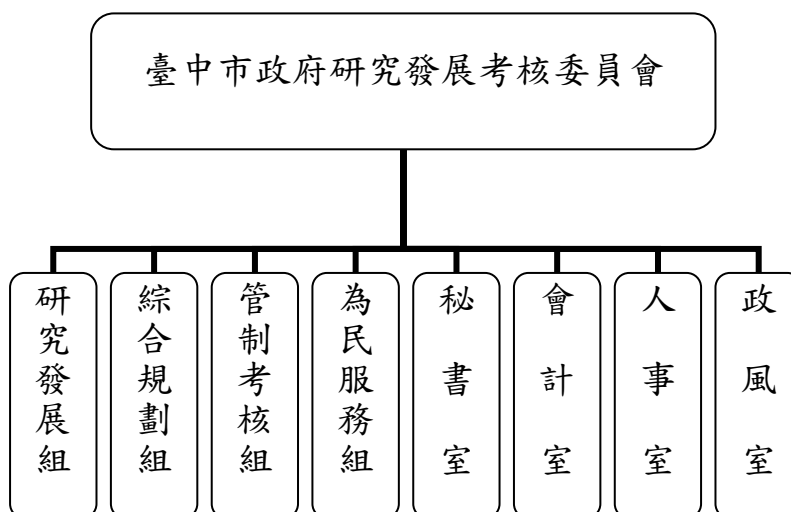 臺中市政府研究發展考核委員會
研究發展組
綜合規劃組
管制考核組
為民服務組
秘書室
會計室
人事室
政風室